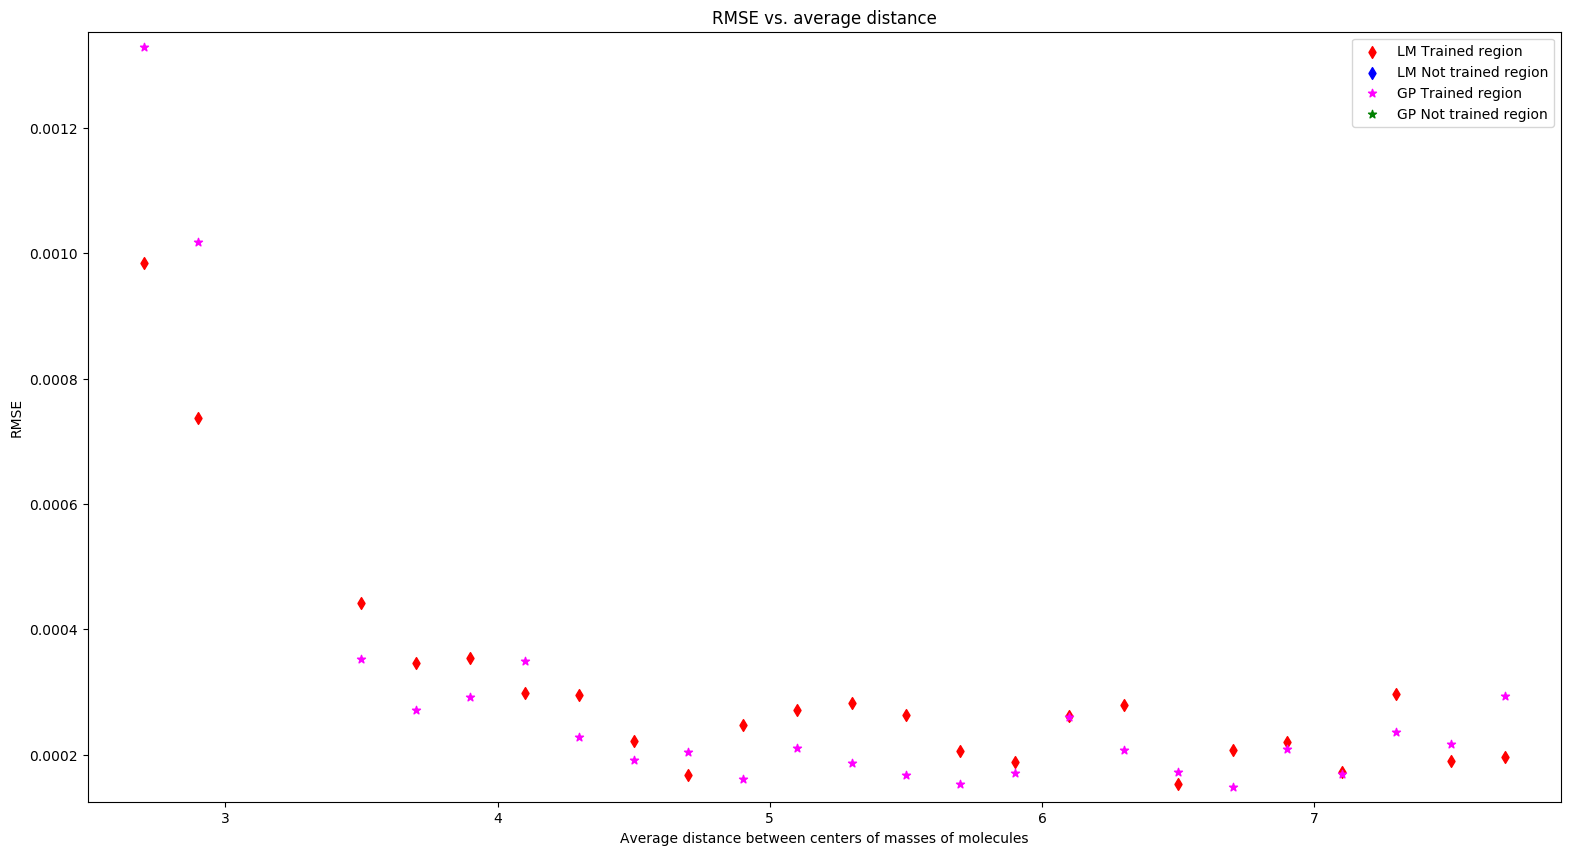 RMSE vs. average distance
LM Trained region
LM Not trained region
GP Trained region
GP Not trained region
0.0012
0.0010
0.0008
0.0006
0.0004
0.0002
RMSE
3
4
5
6
7
Average distance between centers of masses of molecules